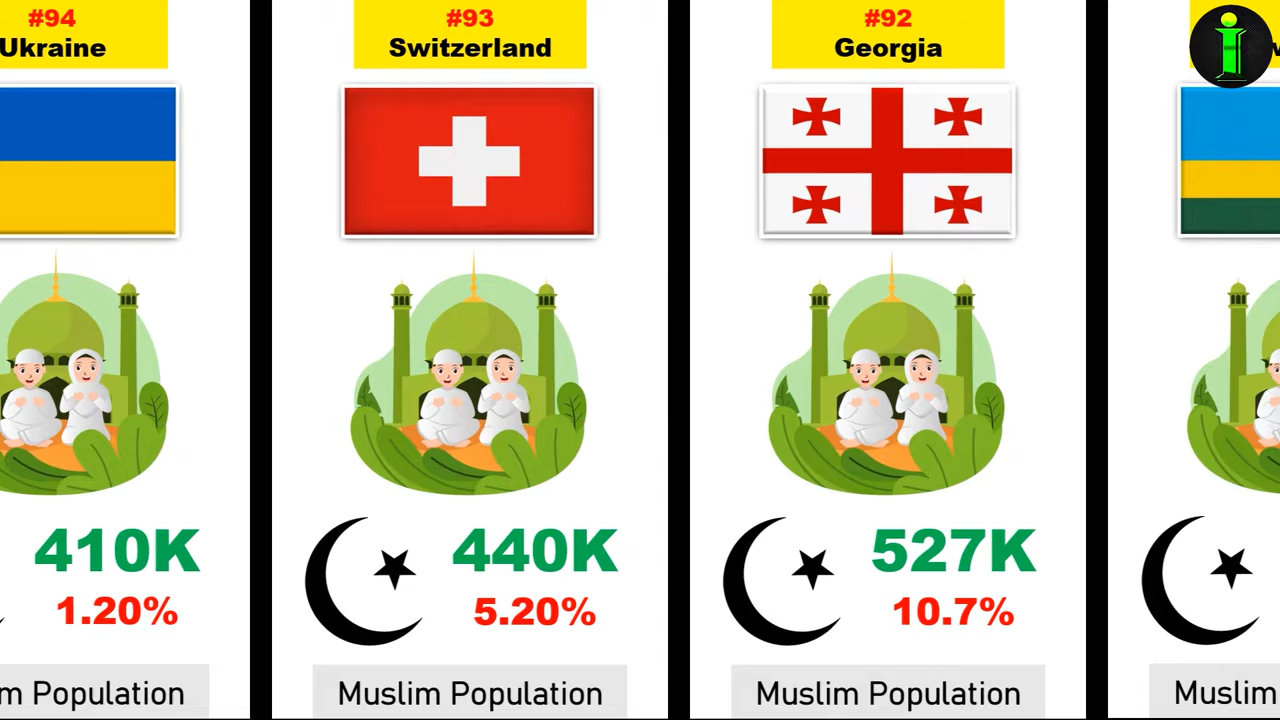 #94
Ukraine
410K
1.20%
m Population
#93
Switzerland
440K
5.20%
Muslim Population
#92
Georgia
527K
10.7%
Muslim Population
Muslim